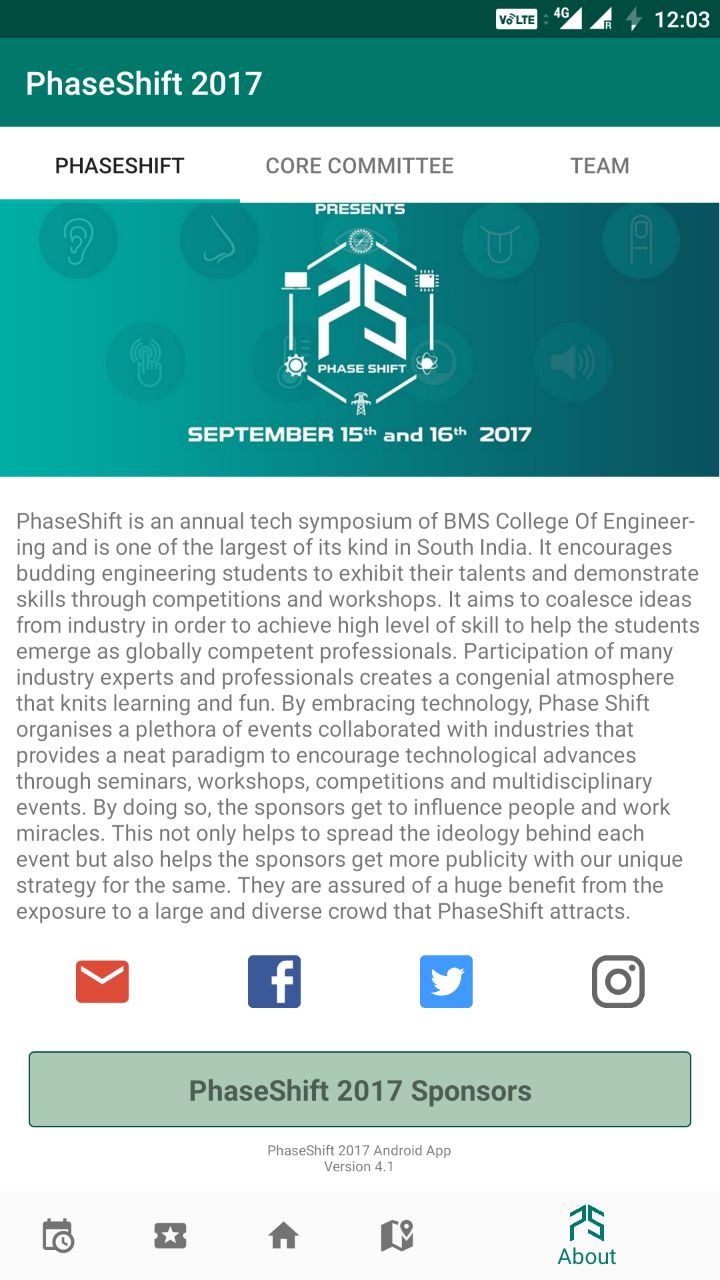 VoLTE 4G R 12:03
PhaseShift 2017
PHASESHIFT CORE COMMITTEE TEAM
PRESENTS
PS
PHASE SHIFT
SEPTEMBER 15th and 16th 2017
PhaseShift is an annual tech symposium of BMS College Of Engineer-
ing and is one of the largest of its kind in South India. It encourages
budding engineering students to exhibit their talents and demonstrate
skills through competitions and workshops. It aims to coalesce ideas
from industry in order to achieve high level of skill to help the students
emerge as globally competent professionals. Participation of many
industry experts and professionals creates a congenial atmosphere
that knits learning and fun. By embracing technology, Phase Shift
organises a plethora of events collaborated with industries that
provides a neat paradigm to encourage technological advances
through seminars, workshops, competitions and multidisciplinary
events. By doing so, the sponsors get to influence people and work
miracles. This not only helps to spread the ideology behind each
event but also helps the sponsors get more publicity with our unique
strategy for the same. They are assured of a huge benefit from the
exposure to a large and diverse crowd that PhaseShift attracts.
PhaseShift 2017 Sponsors
PhaseShift 2017 Android App
Version 4.1
PS
About